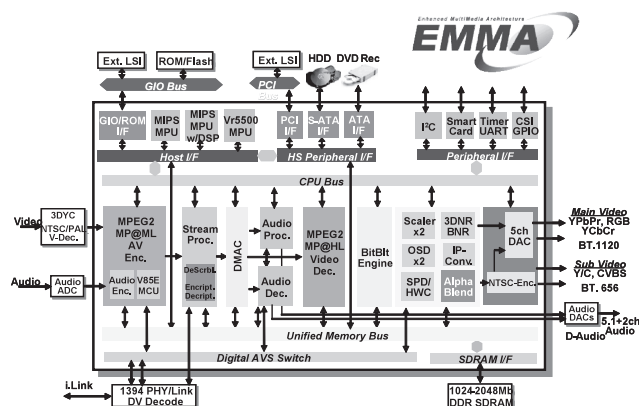 Enhanced MultiMedia Architecture
EMMA
Ext. LSI
ROM/Flash
Ext. LSI
HDD
DVD Rec
GIO Bus
PCI
Bus
GIO/ROM
I/F
MIPS
MPU
MIPS
MPU
w/DSP
Vr5500
MPU
PCI
I/F
S-ATA
I/F
ATA
I/F
I²C
Smart
Card
Timer
UART
CSI
GPIO
Host I/F
HS Peripheral I/F
Peripheral I/F
CPU Bus
Video
3DYC
NTSC/PAL
V-Dec.
MPEG2
MP@ML
AV
Enc.
Audio
Enc.
V85E
MCU
Stream
Proc.
DeScrbl.
Encript.
Decript.
DMAC
Audio
Proc.
Audio
Dec.
MPEG2
MP@HL
Video
Dec.
BitBlt
Engine
Scaler
x2
OSD
x2
SPD/
HWC
3DNR
BNR
IP-
Conv.
Alpha
Blend
5ch
DAC
NTSC-Enc.
Main Video
YPbPr, RGB
YCbCr
BT.1120
Sub Video
Y/C, CVBS
BT. 656
Audio
Audio
ADC
Audio
DACs
5.1+2ch
Audio
D-Audio
Unified Memory Bus
Digital AVS Switch
SDRAM I/F
i.Link
1394 PHY/Link
DV Decode
1024-2048Mb
DDR SDRAM